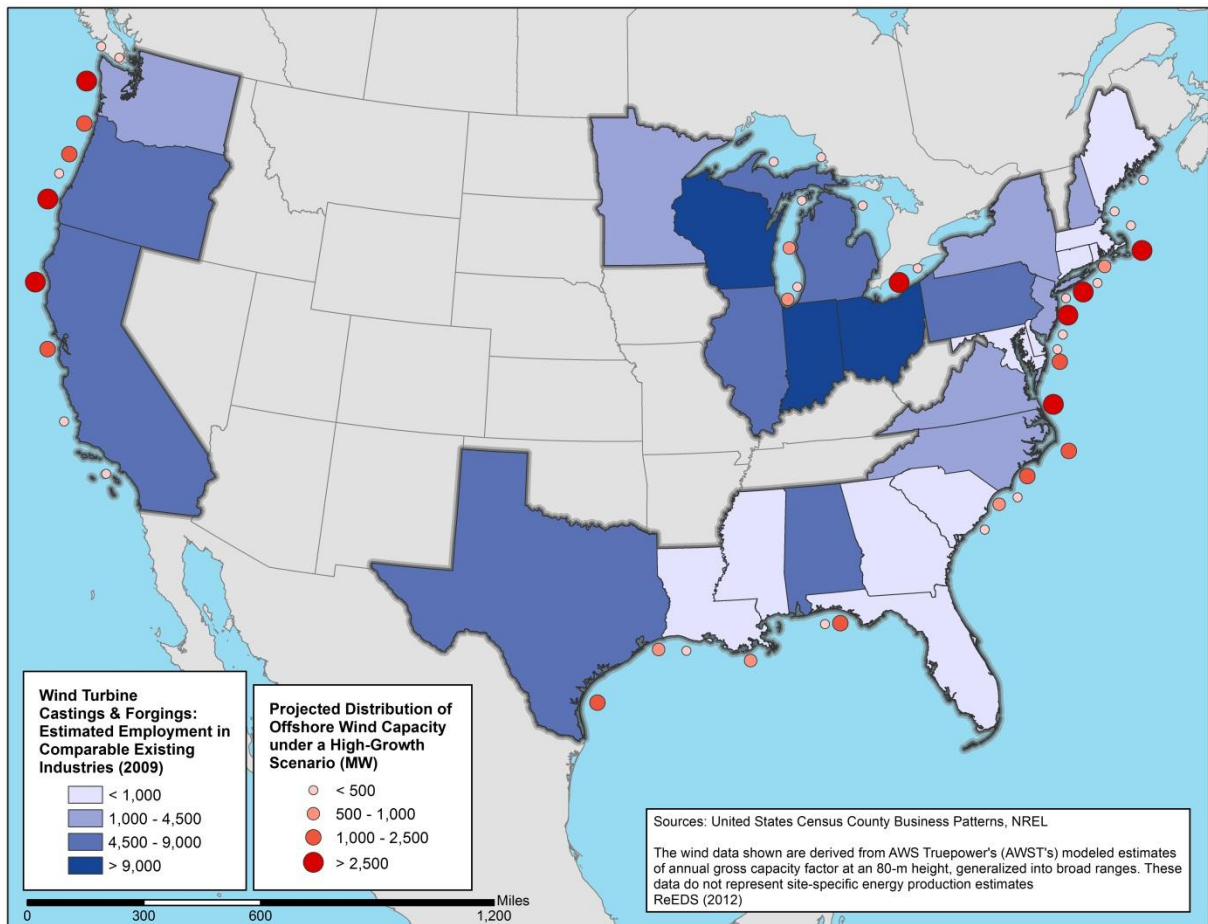 Wind Turbine
Castings & Forgings:
Estimated Employment in
Comparable Existing
Industries (2009)
< 1,000
1,000 - 4,500
4,500 - 9,000
> 9,000
Projected Distribution of
Offshore Wind Capacity
under a High-Growth
Scenario (MW)
< 500
500 - 1,000
1,000 - 2,500
> 2,500
Miles
0 300 600 1,200
Sources: United States Census County Business Patterns, NREL
The wind data shown are derived from AWS Truepower's (AWST's) modeled estimates
of annual gross capacity factor at an 80-m height, generalized into broad ranges. These
data do not represent site-specific energy production estimates
ReEDS (2012)